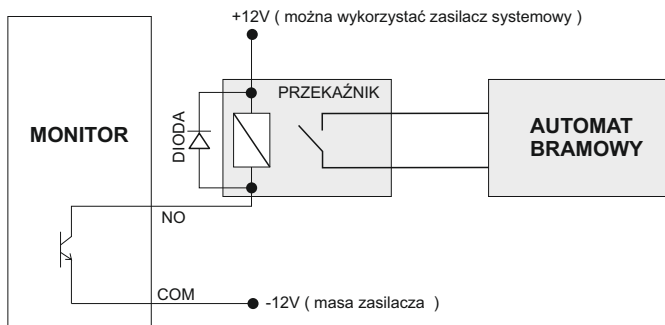 +12V ( można wykorzystać zasilacz systemowy )
PRZEKAŹNIK
MONITOR
DIODA
AUTOMAT
BRAMOWY
NO
COM
-12V ( masa zasilacza )